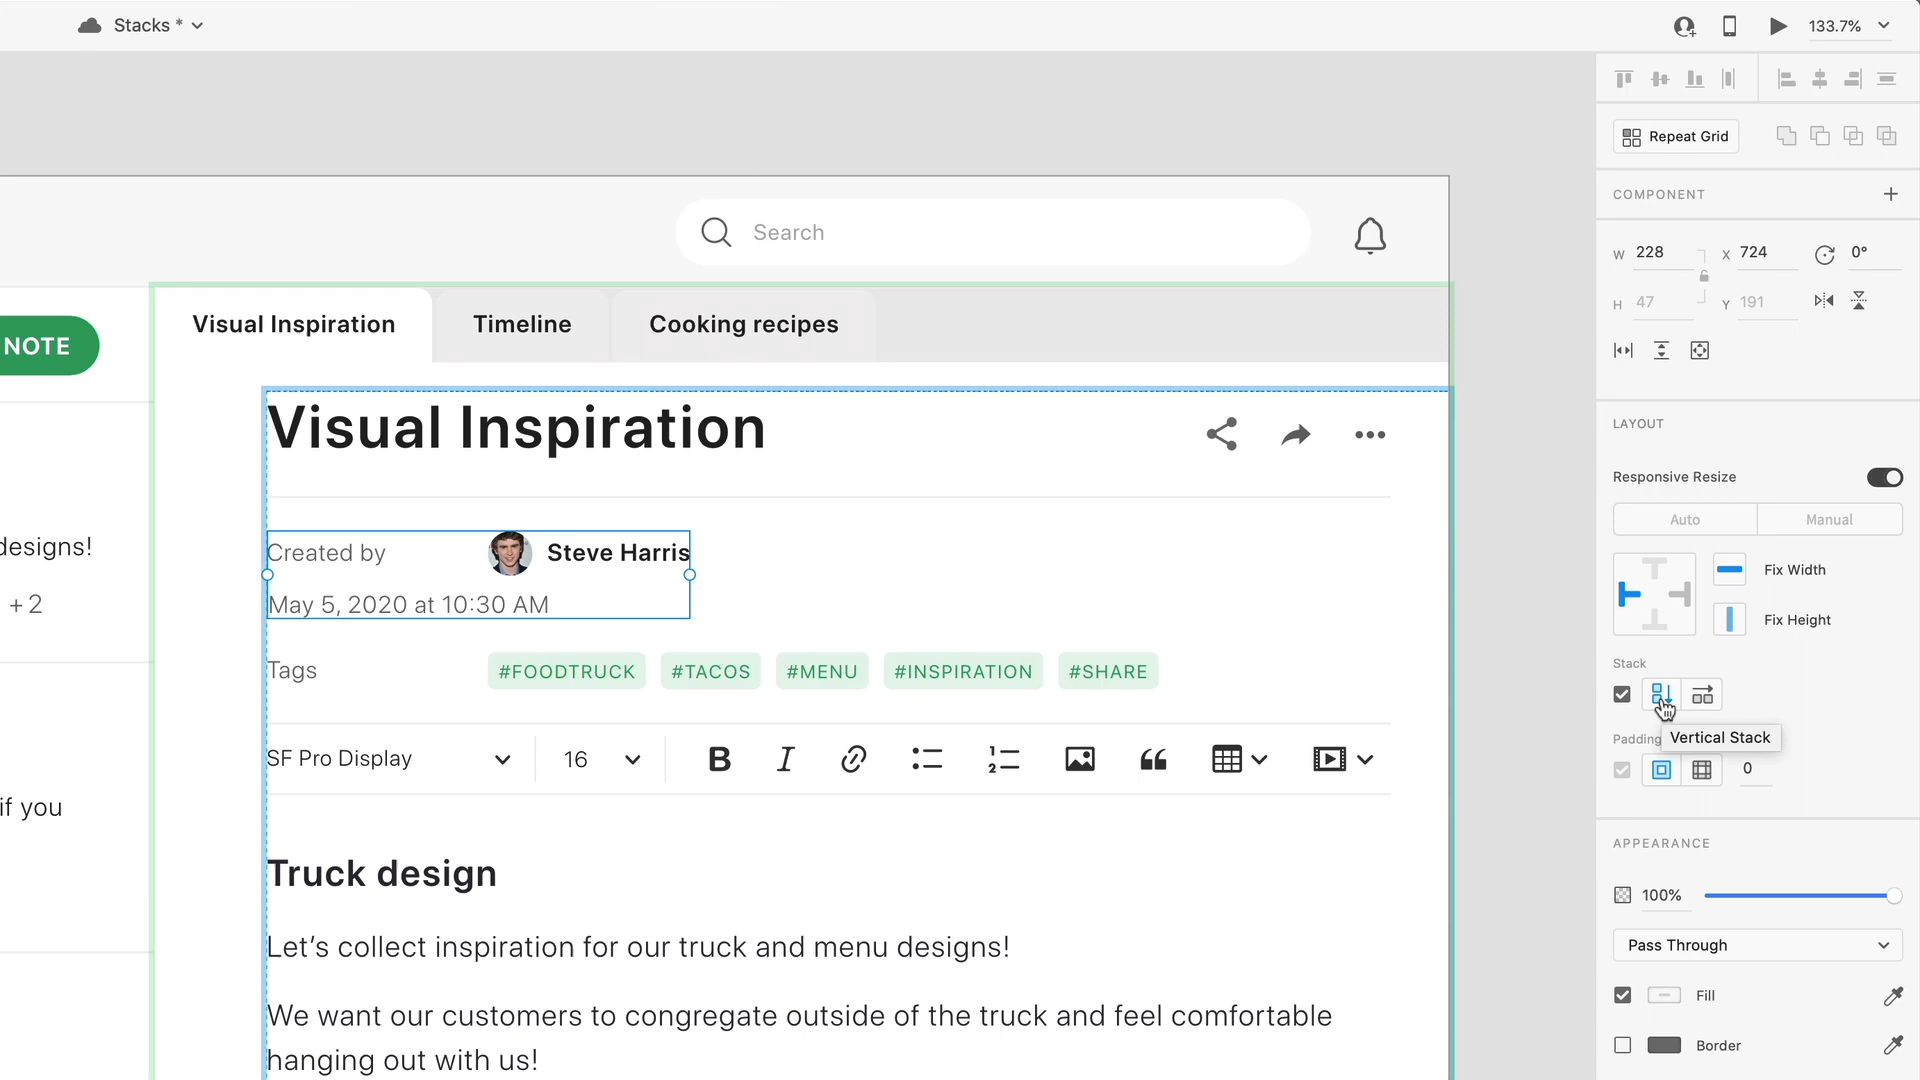 Stacks *
133.7%
Repeat Grid
COMPONENT
W 228 X 724 0°
H 47 Y 191
Search
NOTE
Visual Inspiration Timeline Cooking recipes
Visual Inspiration
LAYOUT
Responsive Resize
Auto Manual
Fix Width
Fix Height
designs!
+2
Created by Steve Harris
May 5, 2020 at 10:30 AM
Tags #FOODTRUCK #TACOS #MENU #INSPIRATION #SHARE
Stack
Vertical Stack
Padding
0
SF Pro Display 16 B I
if you
Truck design
Let's collect inspiration for our truck and menu designs!
We want our customers to congregate outside of the truck and feel comfortable
hanging out with us!
APPEARANCE
100%
Pass Through
Fill
Border